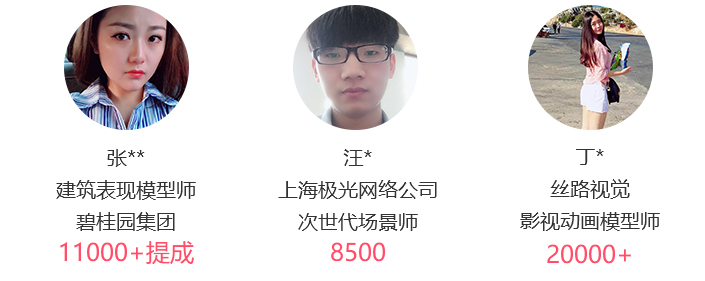 张**
建筑表现模型师
碧桂园集团
11000+提成
汪*
上海极光网络公司
次世代场景师
8500
丁*
丝路视觉
影视动画模型师
20000+